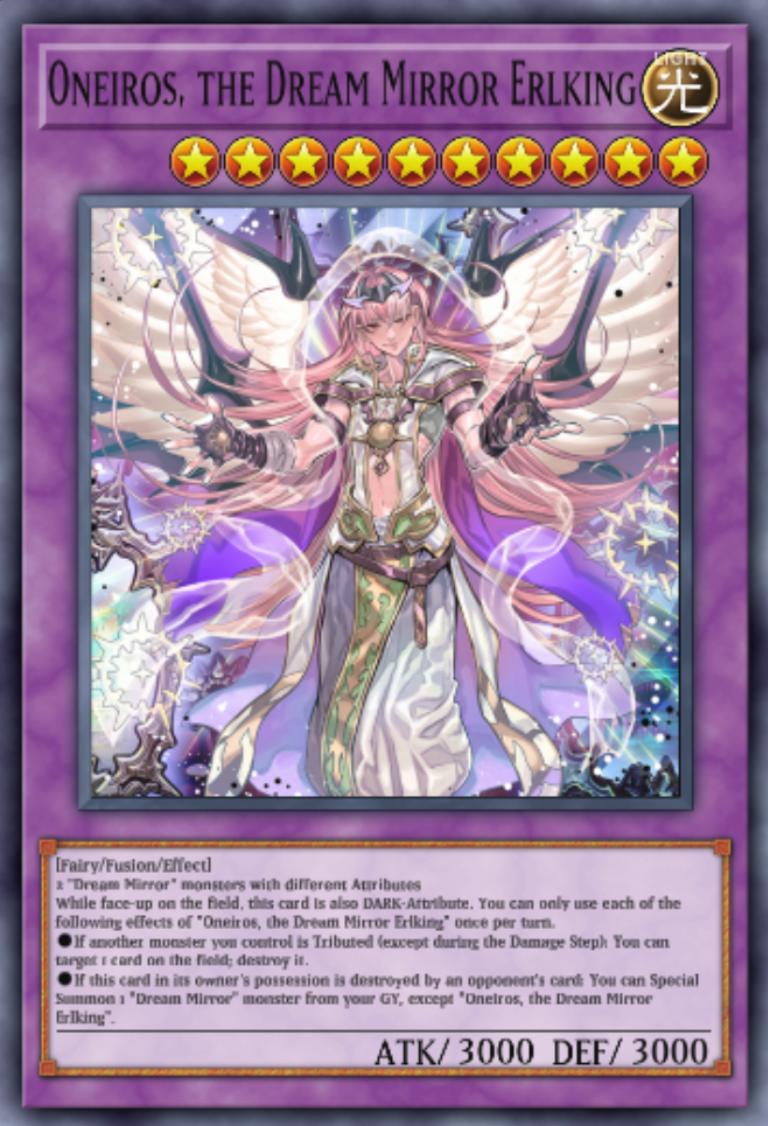 ONEIROS, THE DREAM MIRROR ERLKING
LIGHT
光
[Fairy/Fusion/Effect]
2 "Dream Mirror" monsters with different Attributes
While face-up on the field, this card is also DARK-Attribute. You can only use each of the
following effects of "Oneiros, the Dream Mirror Erlking" once per turn.
●If another monster you control is Tributed (except during the Damage Step): You can
target 1 card on the field; destroy it.
●If this card in its owner's possession is destroyed by an opponent's card: You can Special
Summon 1 "Dream Mirror" monster from your GY, except "Oneiros, the Dream Mirror
Erlking".
ATK/ 3000 DEF/ 3000